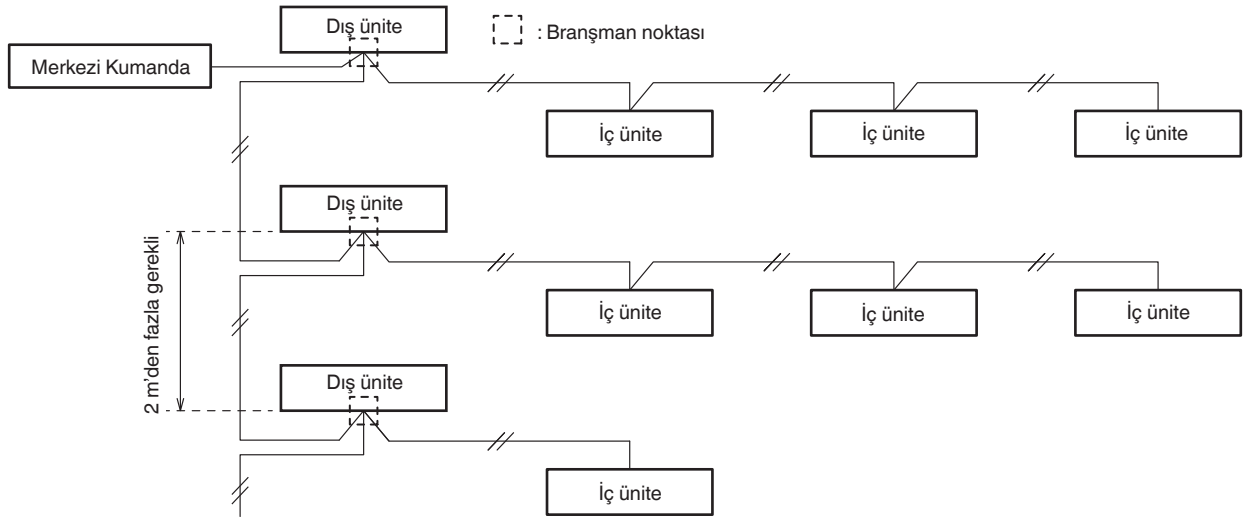 Dış ünite
: Branşman noktası
Merkezi Kumanda
İç ünite
İç ünite
İç ünite
Dış ünite
İç ünite
İç ünite
İç ünite
2 m'den fazla gerekli
Dış ünite
İç ünite